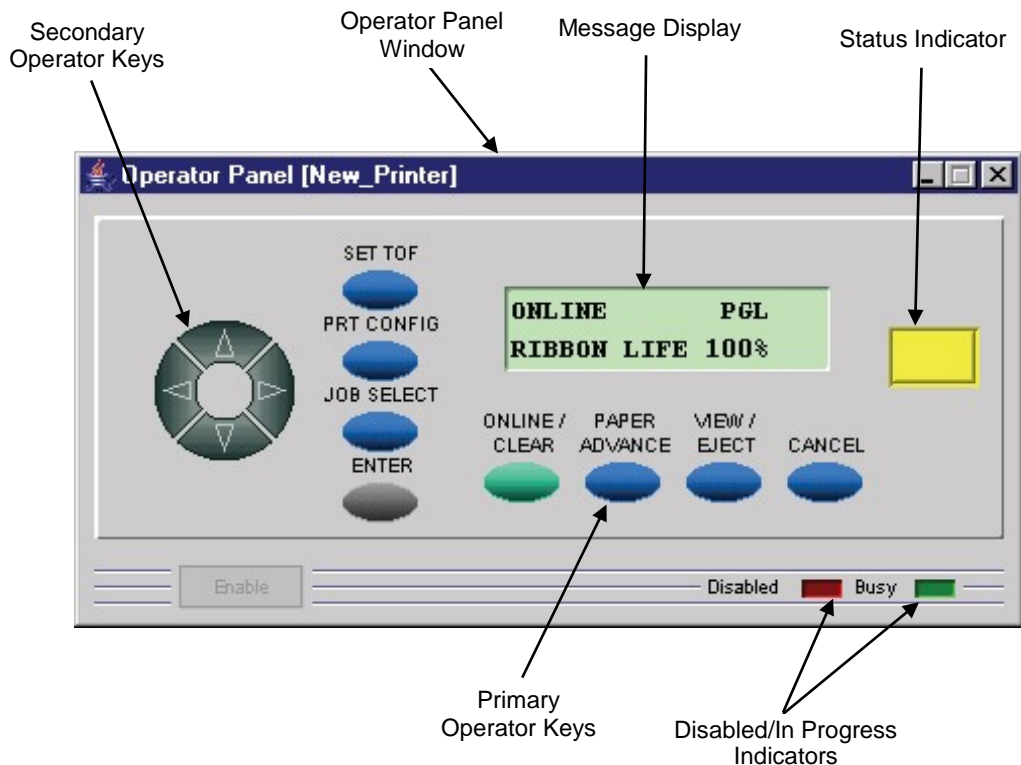 Secondary
Operator Keys
Operator Panel
Window
Message Display
Status Indicator
Operator Panel [New_Printer]
SET TOF
PRT CONFIG
JOB SELECT
ENTER
ONLINE PGL
RIBBON LIFE 100%
ONLINE /
CLEAR
PAPER
ADVANCE
VIEW /
EJECT
CANCEL
Enable
Disabled
Busy
Primary
Operator Keys
Disabled/In Progress
Indicators